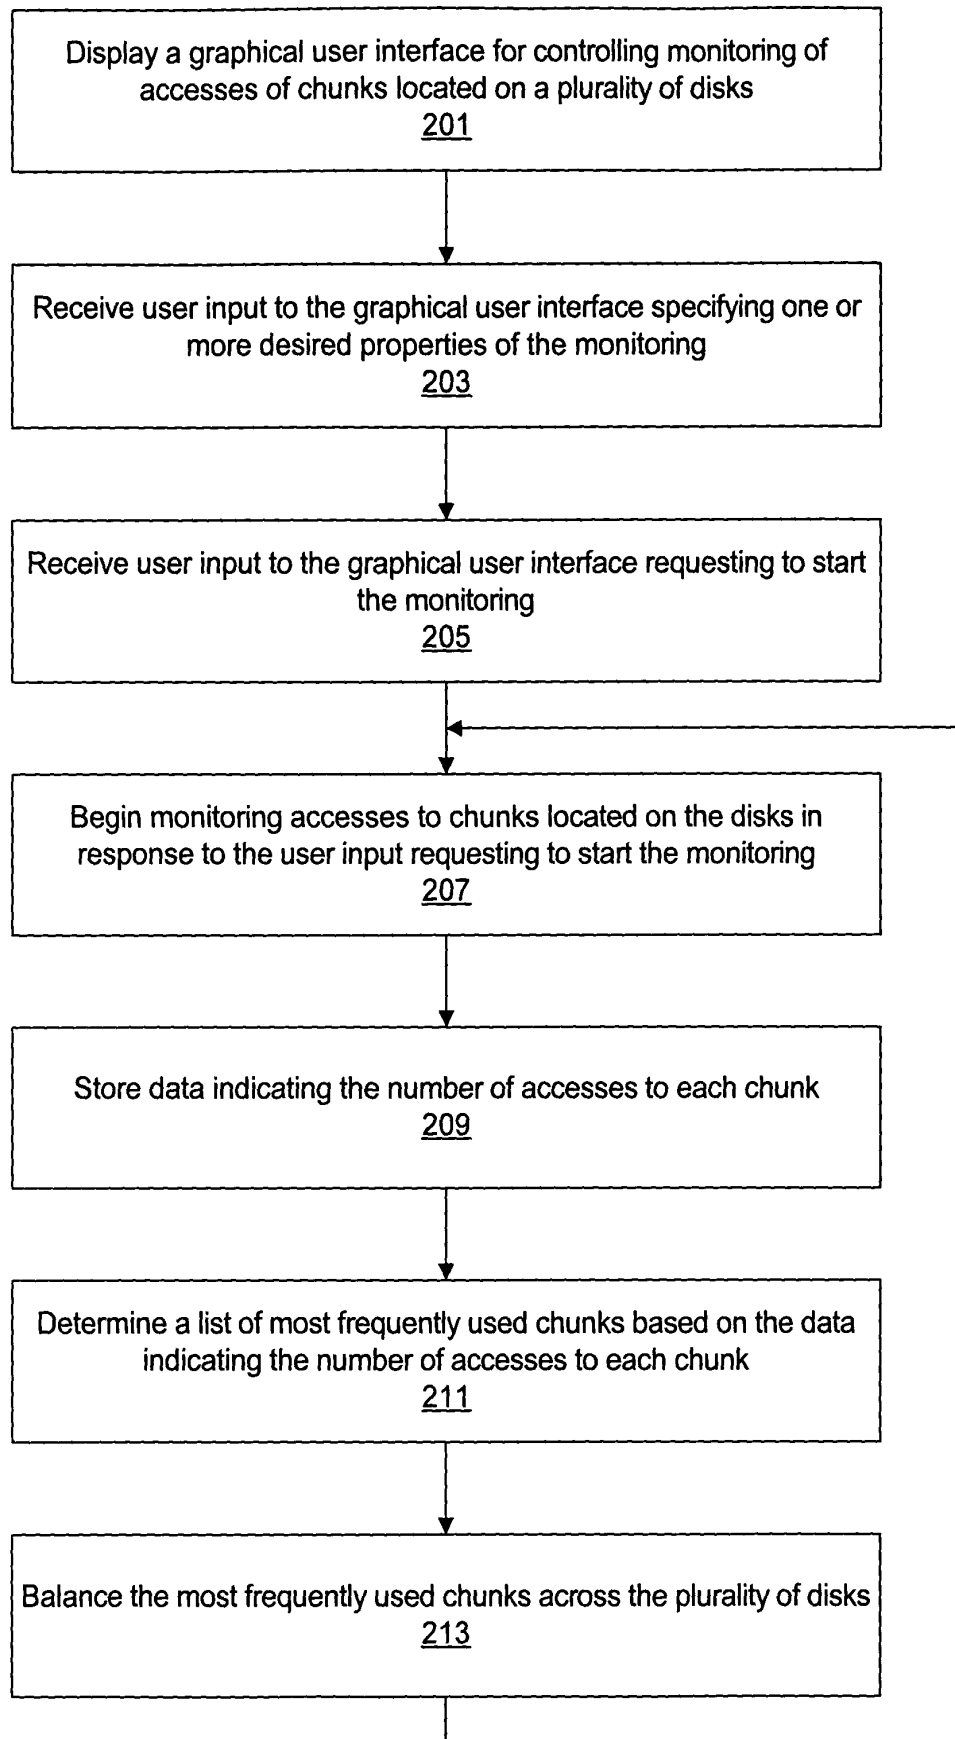 Display a graphical user interface for controlling monitoring of
accesses of chunks located on a plurality of disks
201
Receive user input to the graphical user interface specifying one or
more desired properties of the monitoring
203
Receive user input to the graphical user interface requesting to start
the monitoring
205
Begin monitoring accesses to chunks located on the disks in
response to the user input requesting to start the monitoring
207
Store data indicating the number of accesses to each chunk
209
Determine a list of most frequently used chunks based on the data
indicating the number of accesses to each chunk
211
Balance the most frequently used chunks across the plurality of disks
213